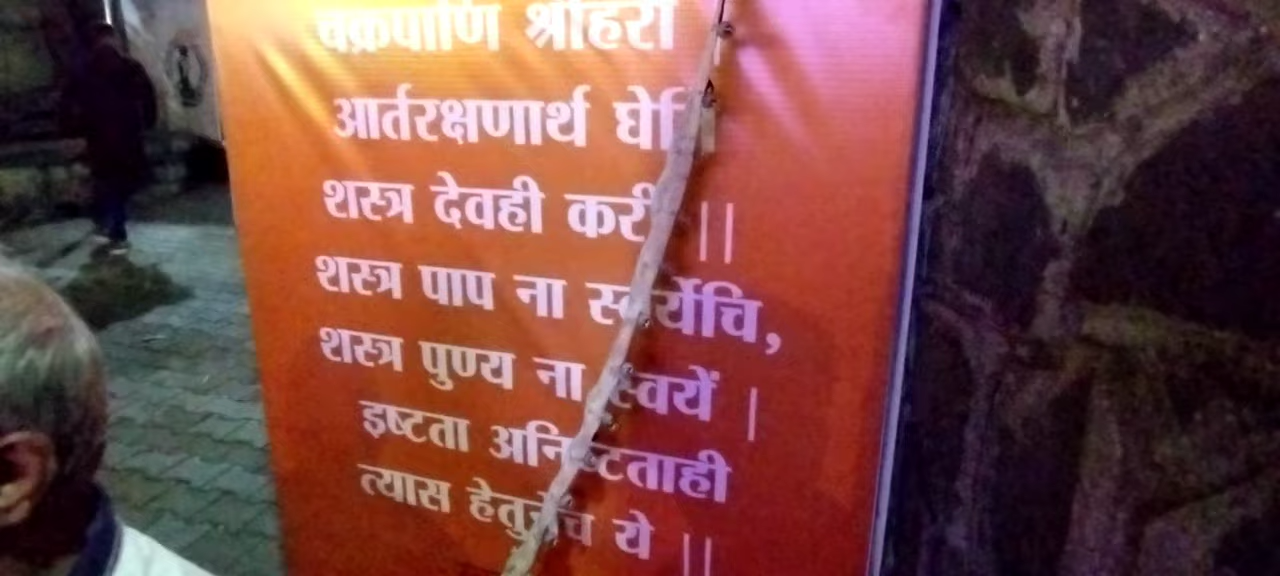 श्रीहरी
आर्तरक्षणार्थ
शस्त्र देवही करी ||
शस्त्र पाप ना स्वयेंचि,
शस्त्र पुण्य ना स्वयें |
इष्टता अनिष्टताही
त्यास हेतुनेच ये ||